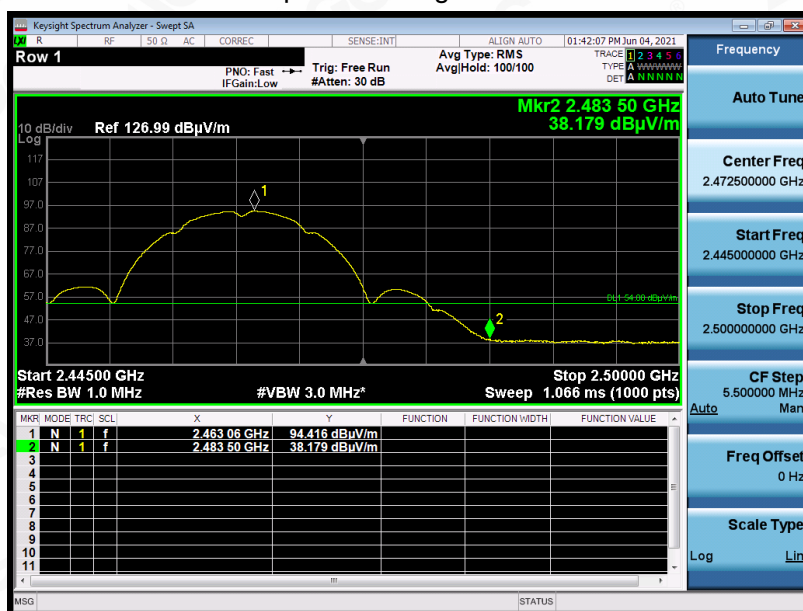 Keysight Spectrum Analyzer - Swept SA
LXI R RF 50 Ω AC CORREC SENSE:INT ALIGN AUTO 01:42:07 PM Jun 04, 2021
Row 1
PNO: Fast
IFGain:Low
Trig: Free Run
#Atten: 30 dB
Avg Type: RMS
Avg|Hold: 100/100
TRACE 1 2 3 4 5 6
TYPE A WWWWW
DET A N N N N N
Mkr2 2.483 50 GHz
38.179 dBµV/m
10 dB/div Ref 126.99 dBµV/m
Log
117
107
97.0
87.0
77.0
67.0
57.0
47.0
37.0
1
2
DL1 54.00 dBµV/m
Start 2.44500 GHz Stop 2.50000 GHz
#Res BW 1.0 MHz #VBW 3.0 MHz* Sweep 1.066 ms (1000 pts)
MKR MODE TRC SCL X Y FUNCTION FUNCTION WIDTH FUNCTION VALUE
1 N 1 f 2.463 06 GHz 94.416 dBµV/m
2 N 1 f 2.483 50 GHz 38.179 dBµV/m
3
4
5
6
7
8
9
10
11
MSG STATUS
Frequency
Auto Tune
Center Freq
2.472500000 GHz
Start Freq
2.445000000 GHz
Stop Freq
2.500000000 GHz
CF Step
5.500000 MHz
Auto Man
Freq Offset
0 Hz
Scale Type
Log Lin